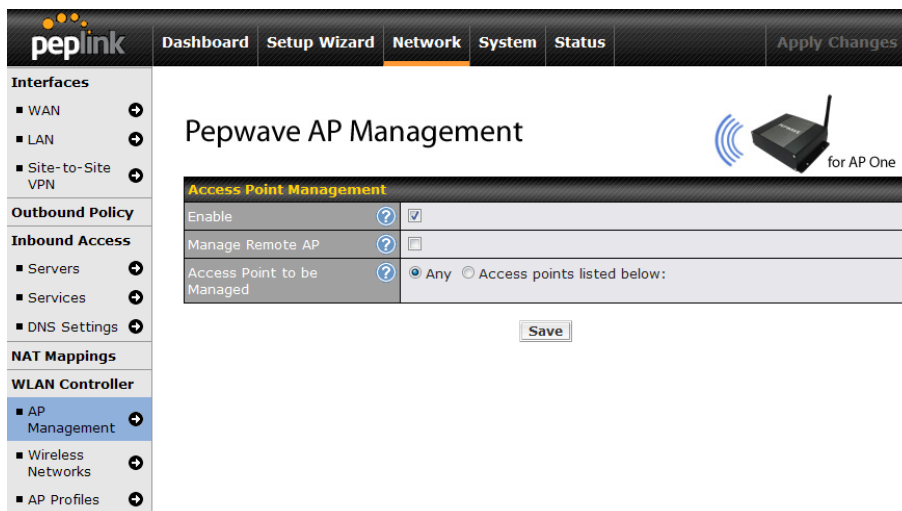 peplink
Dashboard Setup Wizard Network System Status Apply Changes
Interfaces
WAN
LAN
Site-to-Site
VPN
Outbound Policy
Inbound Access
Servers
Services
DNS Settings
NAT Mappings
WLAN Controller
AP
Management
Wireless
Networks
AP Profiles
Pepwave AP Management
for AP One
Access Point Management
Enable ?
Manage Remote AP ?
Access Point to be
Managed ? Any Access points listed below:
Save